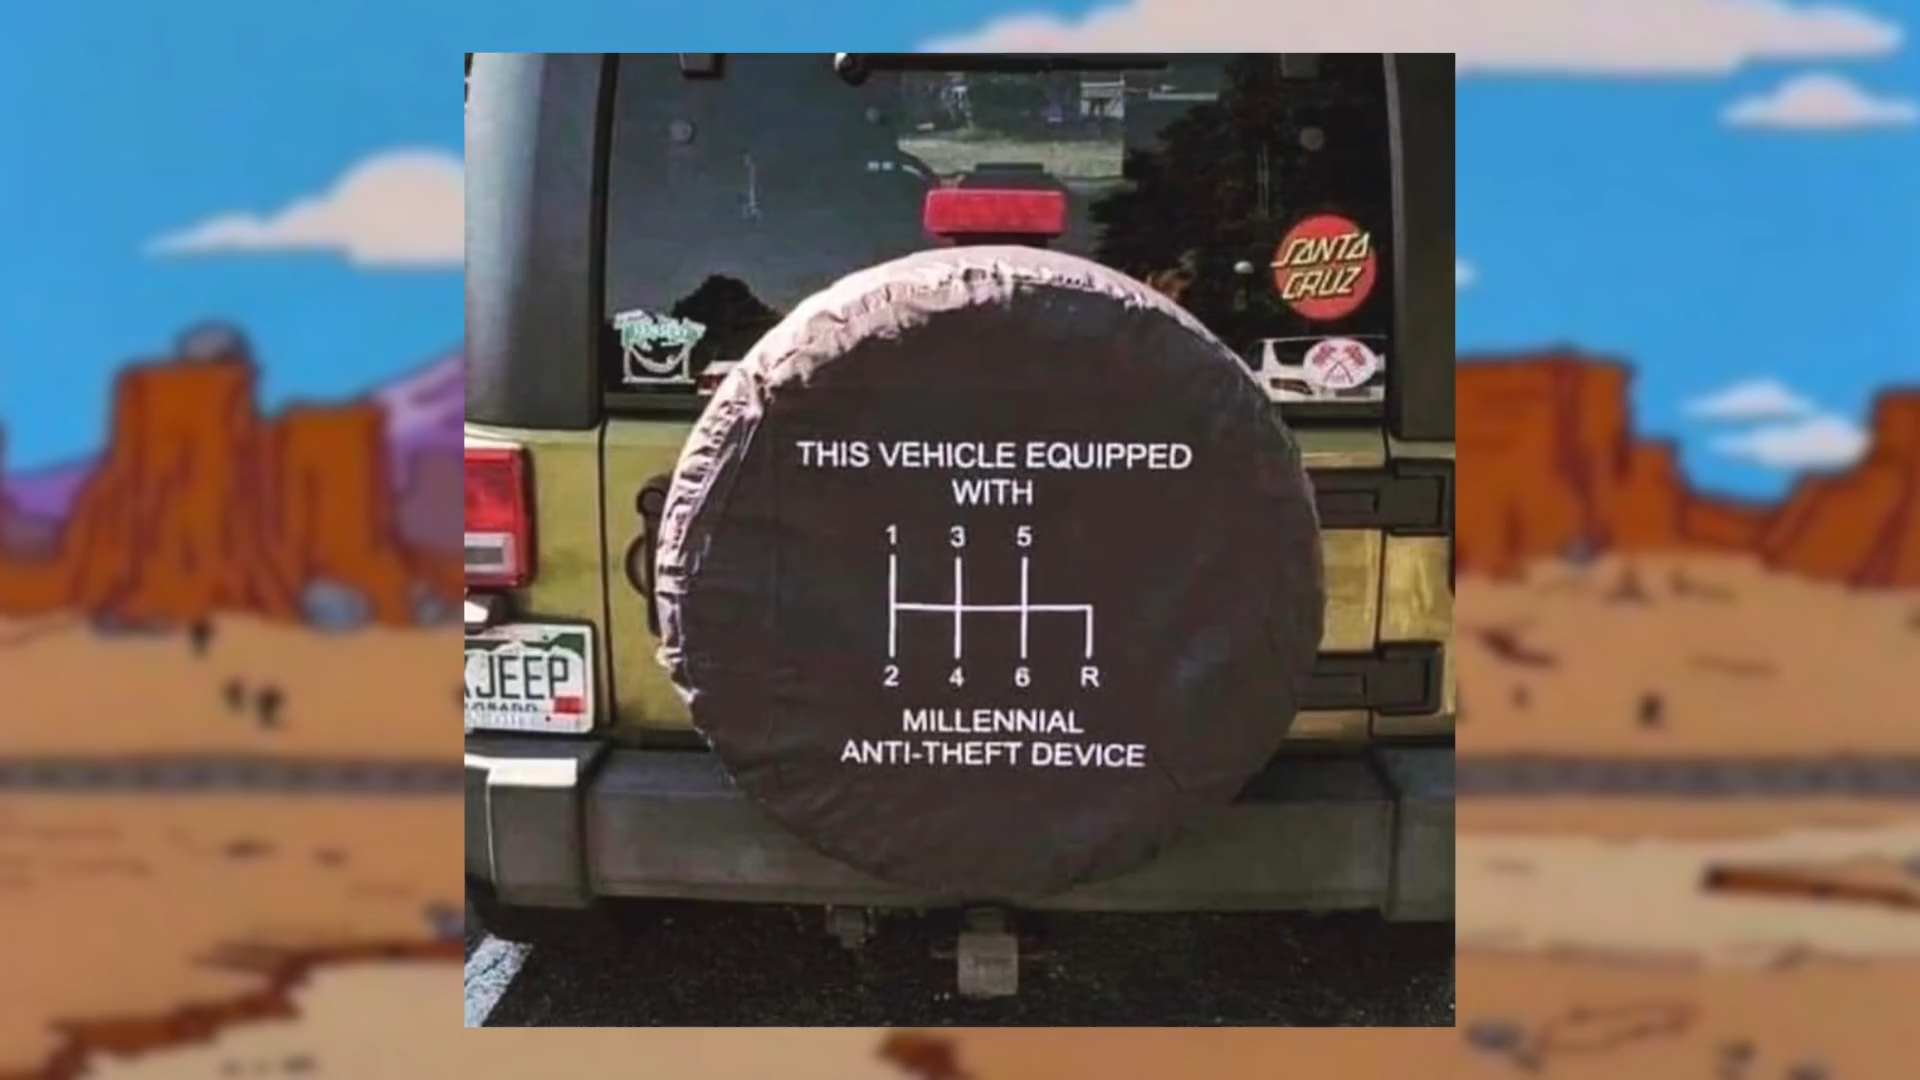 SANTA
CRUZ
THIS VEHICLE EQUIPPED
WITH
1 3 5
2 4 6 R
MILLENNIAL
ANTI-THEFT DEVICE
JEEP